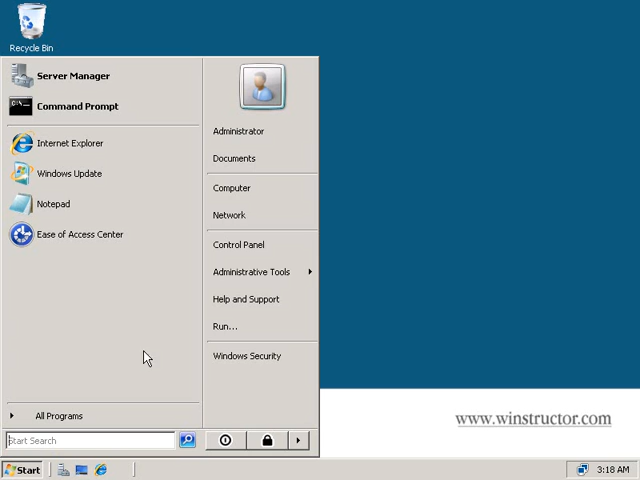 Recycle Bin
Server Manager
Command Prompt
Internet Explorer
Windows Update
Notepad
Ease of Access Center
All Programs
Start Search
Administrator
Documents
Computer
Network
Control Panel
Administrative Tools
Help and Support
Run...
Windows Security
www.winstructor.com
Start
3:18 AM